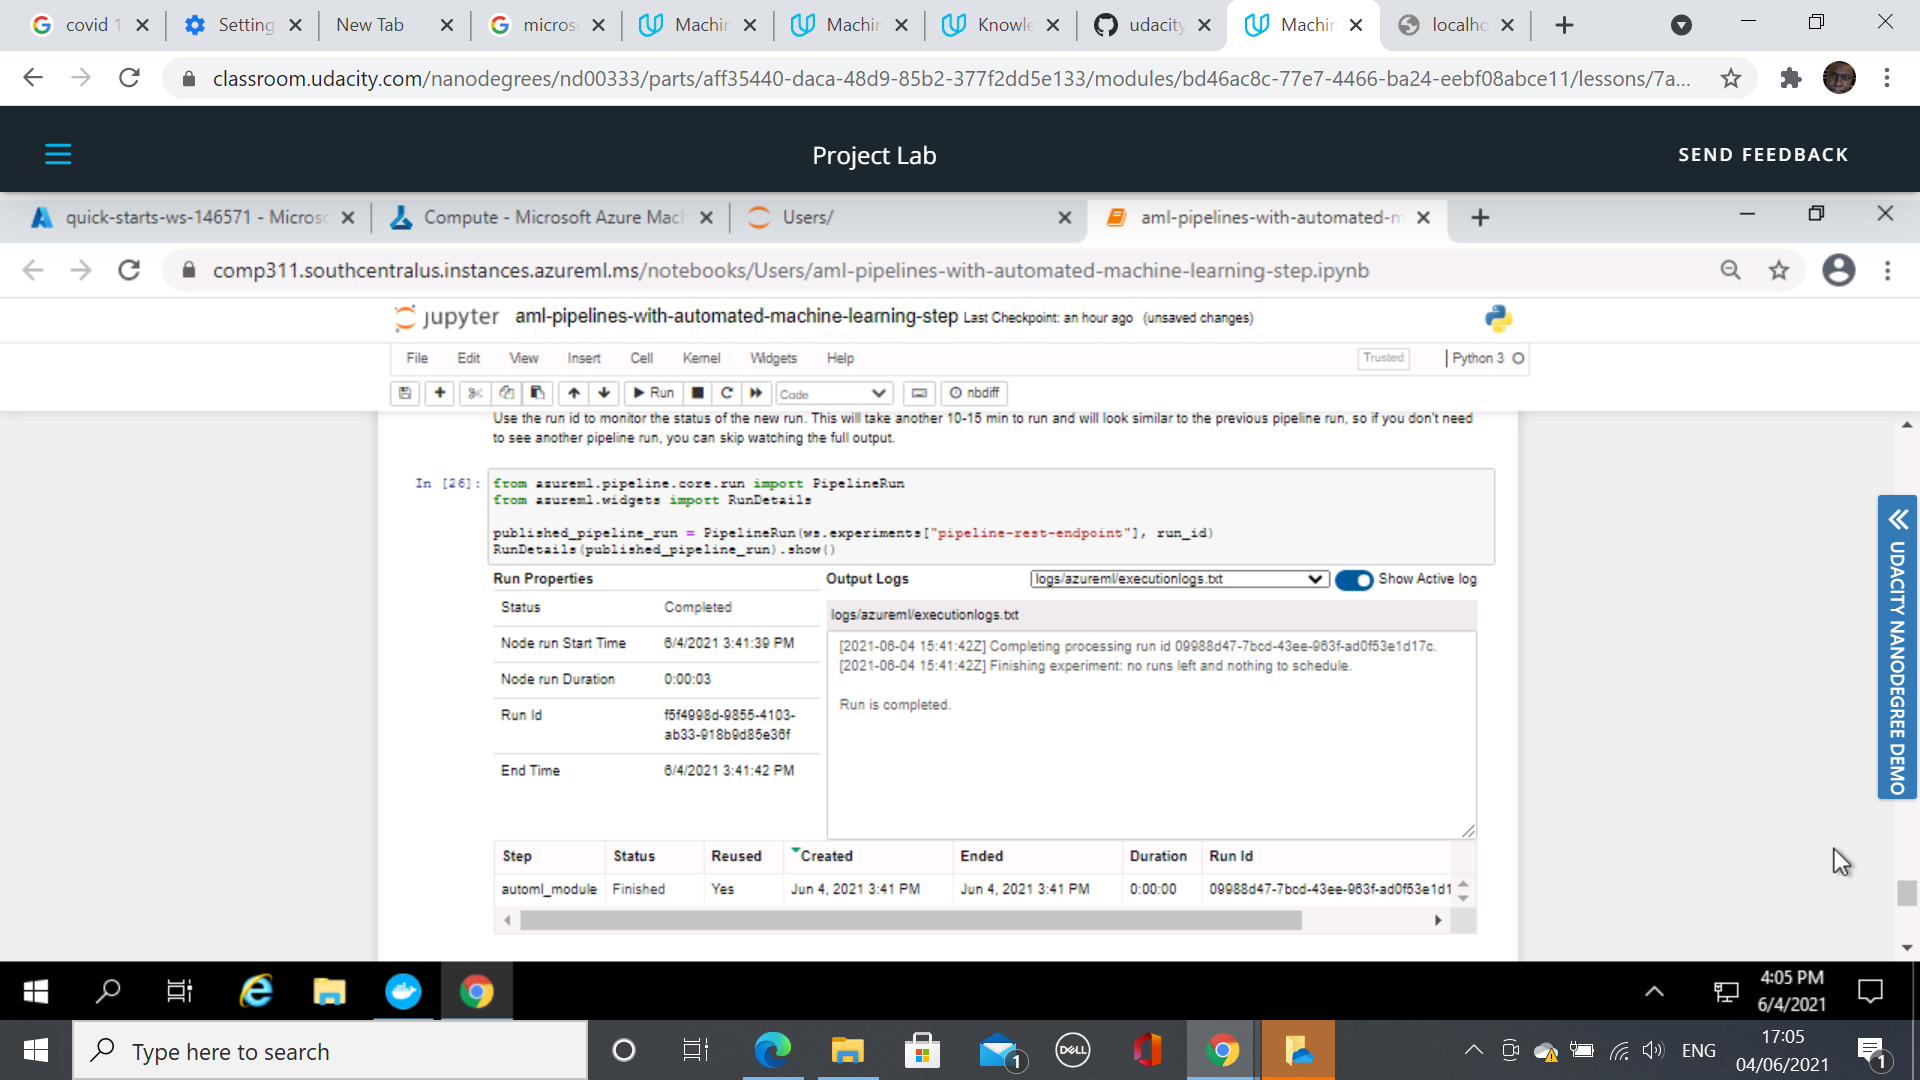 covid 1
Setting
New Tab
micros
Machin
Machin
Knowle
udacity
Machin
localho
classroom.udacity.com/nanodegrees/nd00333/parts/aff35440-daca-48d9-85b2-377f2dd5e133/modules/bd46ac8c-77e7-4466-ba24-eebf08abce11/lessons/7a...
Project Lab
SEND FEEDBACK
quick-starts-ws-146571 - Micros
Compute - Microsoft Azure Mach
Users/
aml-pipelines-with-automated-m
comp311.southcentralus.instances.azureml.ms/notebooks/Users/aml-pipelines-with-automated-machine-learning-step.ipynb
jupyter aml-pipelines-with-automated-machine-learning-step Last Checkpoint: an hour ago (unsaved changes)
File Edit View Insert Cell Kernel Widgets Help
Trusted
Python 3
Run
Code
nbdiff
Use the run id to monitor the status of the new run. This will take another 10-15 min to run and will look similar to the previous pipeline run, so if you don't need
to see another pipeline run, you can skip watching the full output.
In [26]:
from azureml.pipeline.core.run import PipelineRun
from azureml.widgets import RunDetails
published_pipeline_run = PipelineRun(ws.experiments["pipeline-rest-endpoint"], run_id)
RunDetails(published_pipeline_run).show()
Run Properties
Status Completed
Node run Start Time 6/4/2021 3:41:39 PM
Node run Duration 0:00:03
Run Id f5f4998d-9855-4103-
ab33-918b9d85e36f
End Time 6/4/2021 3:41:42 PM
Output Logs
logs/azureml/executionlogs.txt
Show Active log
logs/azureml/executionlogs.txt
[2021-06-04 15:41:42Z] Completing processing run id 09988d47-7bcd-43ee-963f-ad0f53e1d17c.
[2021-06-04 15:41:42Z] Finishing experiment: no runs left and nothing to schedule.
Run is completed.
Step Status Reused Created Ended Duration Run Id
automl_module Finished Yes Jun 4, 2021 3:41 PM Jun 4, 2021 3:41 PM 0:00:00 09988d47-7bcd-43ee-963f-ad0f53e1d1
UDACITY NANODEGREE DEMO
4:05 PM
6/4/2021
Type here to search
1
DELL
ENG
17:05
04/06/2021
1